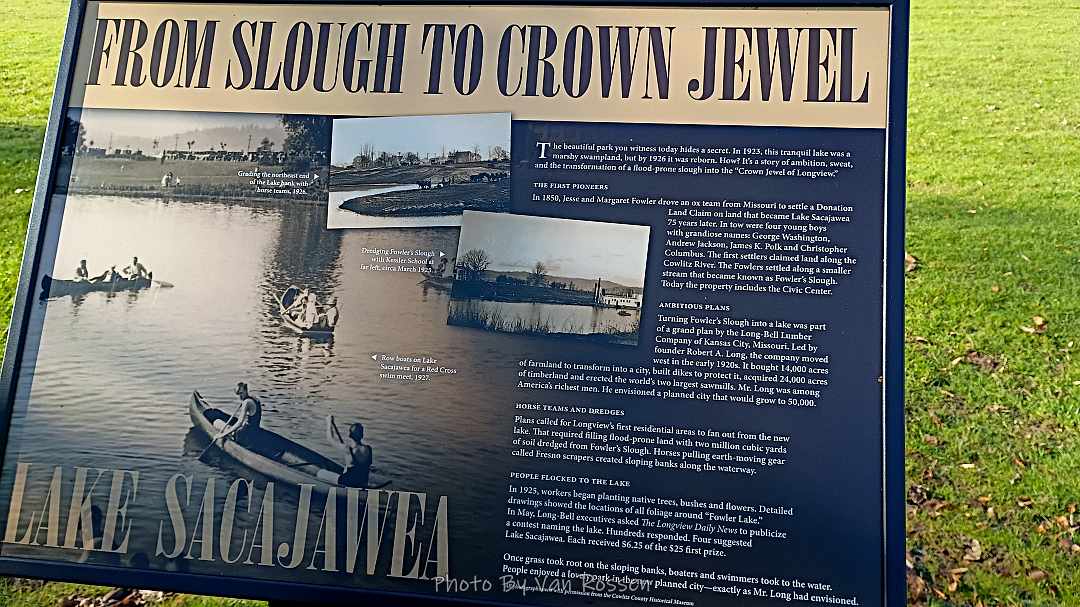 FROM SLOUGH TO CROWN JEWEL
Grading the northeast end
of the Lake bank with
horse teams, 1926.
Dredging Fowler's Slough
with Kessler School at
far left, circa March 1923.
Row boats on Lake
Sacajawea for a Red Cross
swim meet, 1927.
The beautiful park you witness today hides a secret. In 1923, this tranquil lake was a
marshy swampland, but by 1926 it was reborn. How? It's a story of ambition, sweat,
and the transformation of a flood-prone slough into the "Crown Jewel of Longview."
THE FIRST PIONEERS
In 1850, Jesse and Margaret Fowler drove an ox team from Missouri to settle a Donation
Land Claim on land that became Lake Sacajawea
75 years later. In tow were four young boys
with grandiose names: George Washington,
Andrew Jackson, James K. Polk and Christopher
Columbus. The first settlers claimed land along the
Cowlitz River. The Fowlers settled along a smaller
stream that became known as Fowler's Slough.
Today the property includes the Civic Center.
AMBITIOUS PLANS
Turning Fowler's Slough into a lake was part
of a grand plan by the Long-Bell Lumber
Company of Kansas City, Missouri. Led by
founder Robert A. Long, the company moved
west in the early 1920s. It bought 14,000 acres
of farmland to transform into a city, built dikes to protect it, acquired 24,000 acres
of timberland and erected the world's two largest sawmills. Mr. Long was among
America's richest men. He envisioned a planned city that would grow to 50,000.
HORSE TEAMS AND DREDGES
Plans called for Longview's first residential areas to fan out from the new
lake. That required filling flood-prone land with two million cubic yards
of soil dredged from Fowler's Slough. Horses pulling earth-moving gear
called Fresno scrapers created sloping banks along the waterway.
PEOPLE FLOCKED TO THE LAKE
In 1925, workers began planting native trees, bushes and flowers. Detailed
drawings showed the locations of all foliage around "Fowler Lake."
In May, Long-Bell executives asked The Longview Daily News to publicize
a contest naming the lake. Hundreds responded. Four suggested
Lake Sacajawea. Each received $6.25 of the $25 first prize.
Once grass took root on the sloping banks, boaters and swimmers took to the water.
People enjoyed a lovely park in the new planned city—exactly as Mr. Long had envisioned.
permission from the Cowlitz County Historical Museum
LAKE SACAJAWEA
Photo By Van Rossen